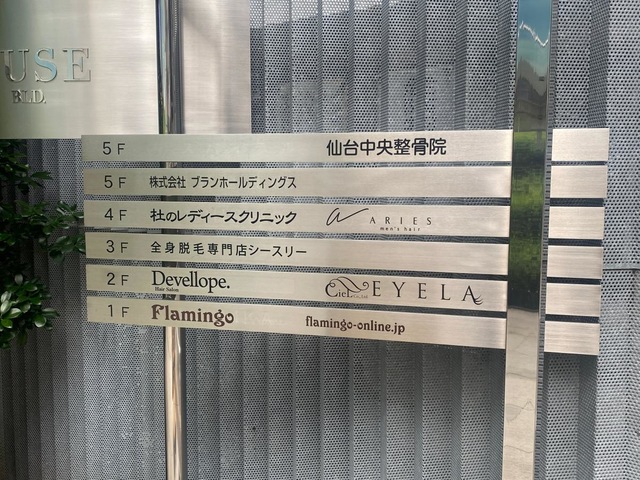 USE
BLD.
5F 仙台中央整骨院
5F 株式会社 ブランホールディングス
4F 杜のレディースクリニック a ARIES
men's hair
3F 全身脱毛専門店シースリー
2F Devellope. Ciel Co.,Ltd. EYELA
Hair Salon
1F Flamingo flamingo-online.jp